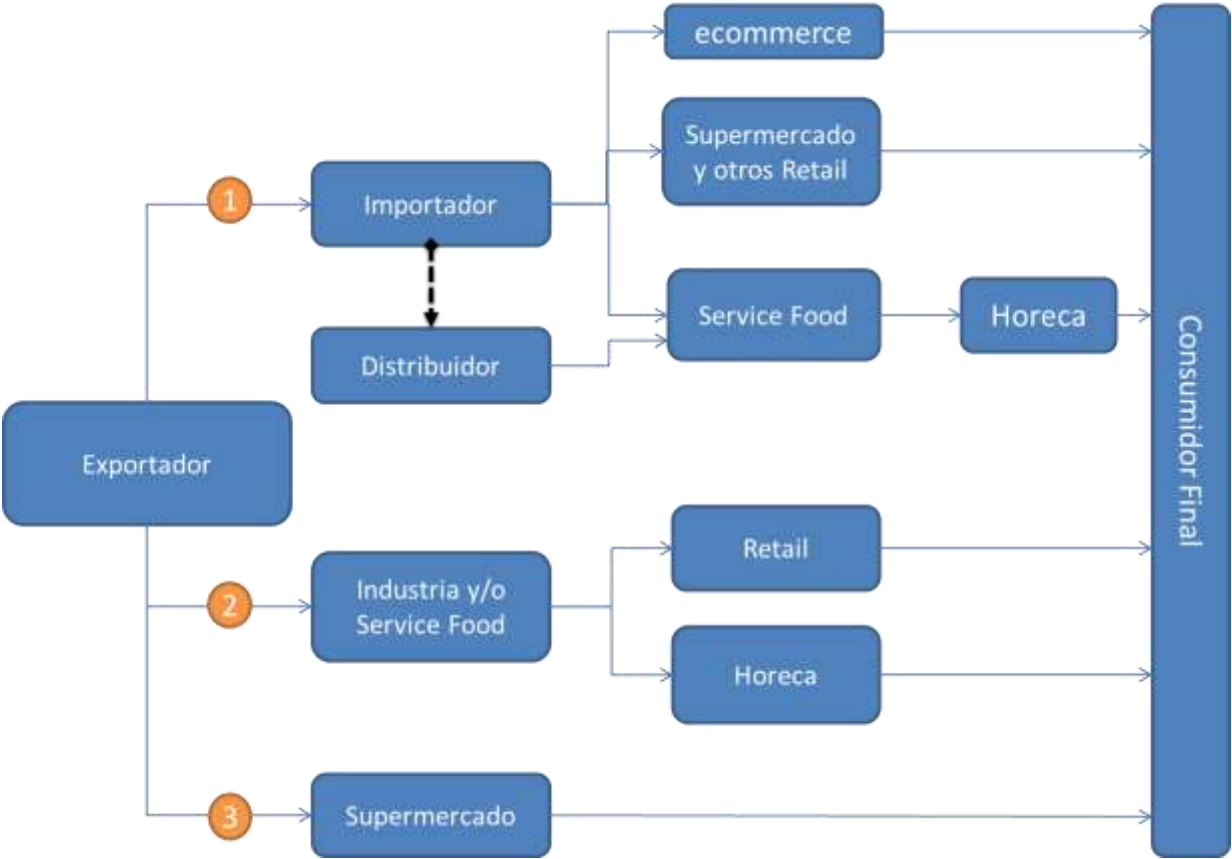 ecommerce
Supermercado
y otros Retail
1
Importador
Service Food
Horeca
Distribuidor
Consumidor Final
Exportador
Retail
2
Industria y/o
Service Food
Horeca
3
Supermercado